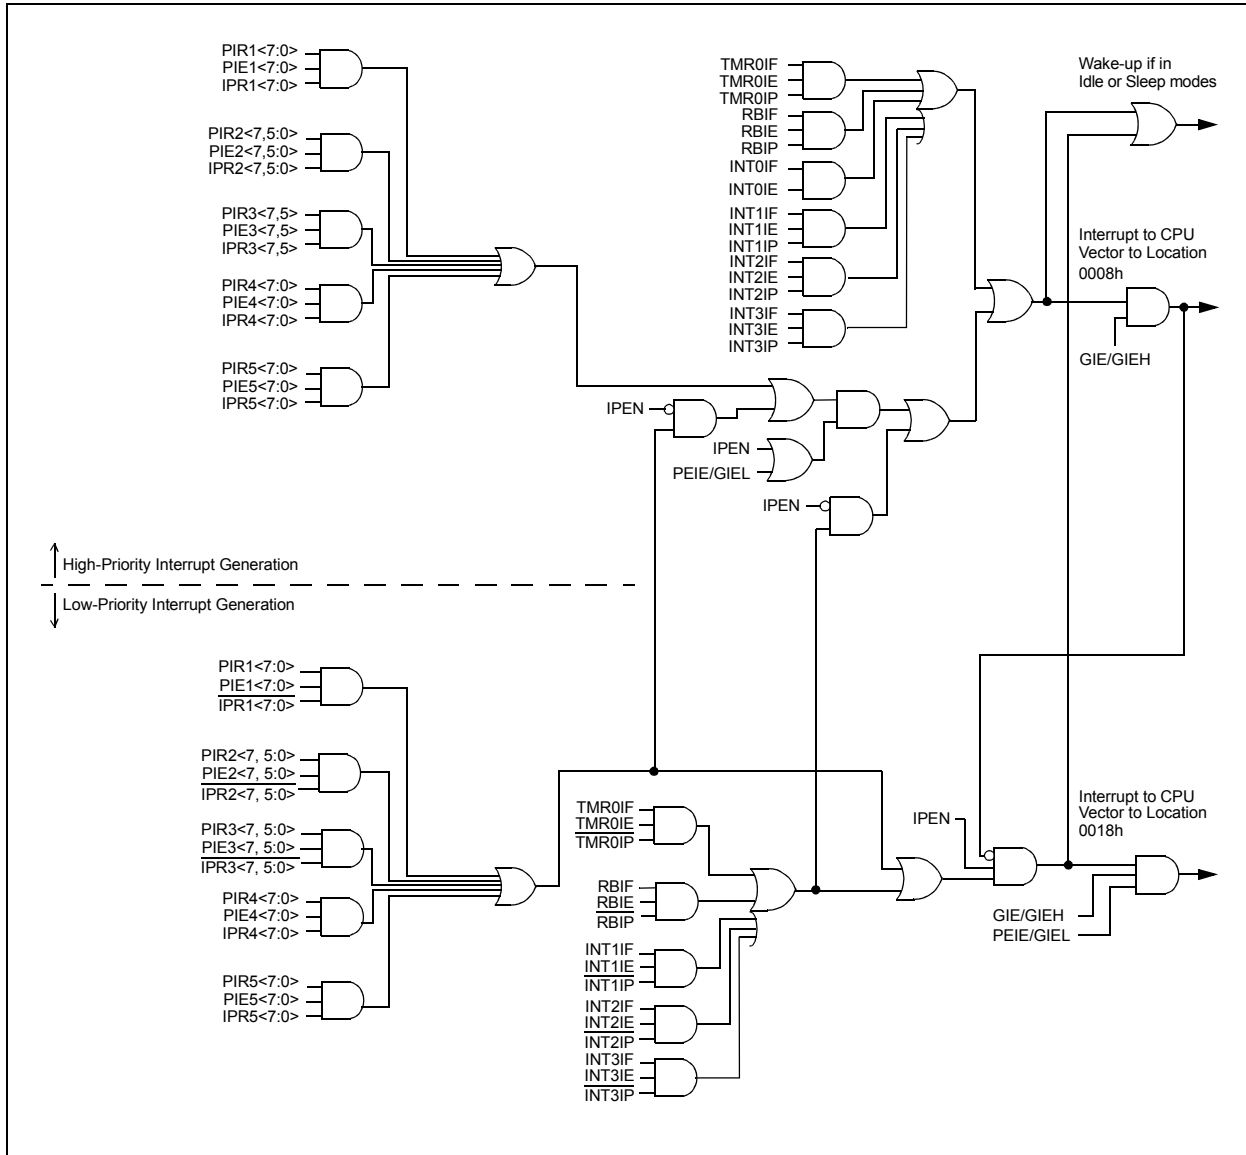 PIR1<7:0>
PIE1<7:0>
IPR1<7:0>
PIR2<7,5:0>
PIE2<7,5:0>
IPR2<7,5:0>
PIR3<7,5>
PIE3<7,5>
IPR3<7,5>
PIR4<7:0>
PIE4<7:0>
IPR4<7:0>
PIR5<7:0>
PIE5<7:0>
IPR5<7:0>
TMR0IF
TMR0IE
TMR0IP
RBIF
RBIE
RBIP
INT0IF
INT0IE
INT1IF
INT1IE
INT1IP
INT2IF
INT2IE
INT2IP
INT3IF
INT3IE
INT3IP
Wake-up if in
Idle or Sleep modes
Interrupt to CPU
Vector to Location
0008h
GIE/GIEH
IPEN
IPEN
PEIE/GIEL
IPEN
High-Priority Interrupt Generation
Low-Priority Interrupt Generation
PIR1<7:0>
PIE1<7:0>
IPR1<7:0>
PIR2<7, 5:0>
PIE2<7, 5:0>
IPR2<7, 5:0>
PIR3<7, 5:0>
PIE3<7, 5:0>
IPR3<7, 5:0>
PIR4<7:0>
PIE4<7:0>
IPR4<7:0>
PIR5<7:0>
PIE5<7:0>
IPR5<7:0>
TMR0IF
TMR0IE
TMR0IP
RBIF
RBIE
RBIP
INT1IF
INT1IE
INT1IP
INT2IF
INT2IE
INT2IP
INT3IF
INT3IE
INT3IP
IPEN
Interrupt to CPU
Vector to Location
0018h
GIE/GIEH
PEIE/GIEL